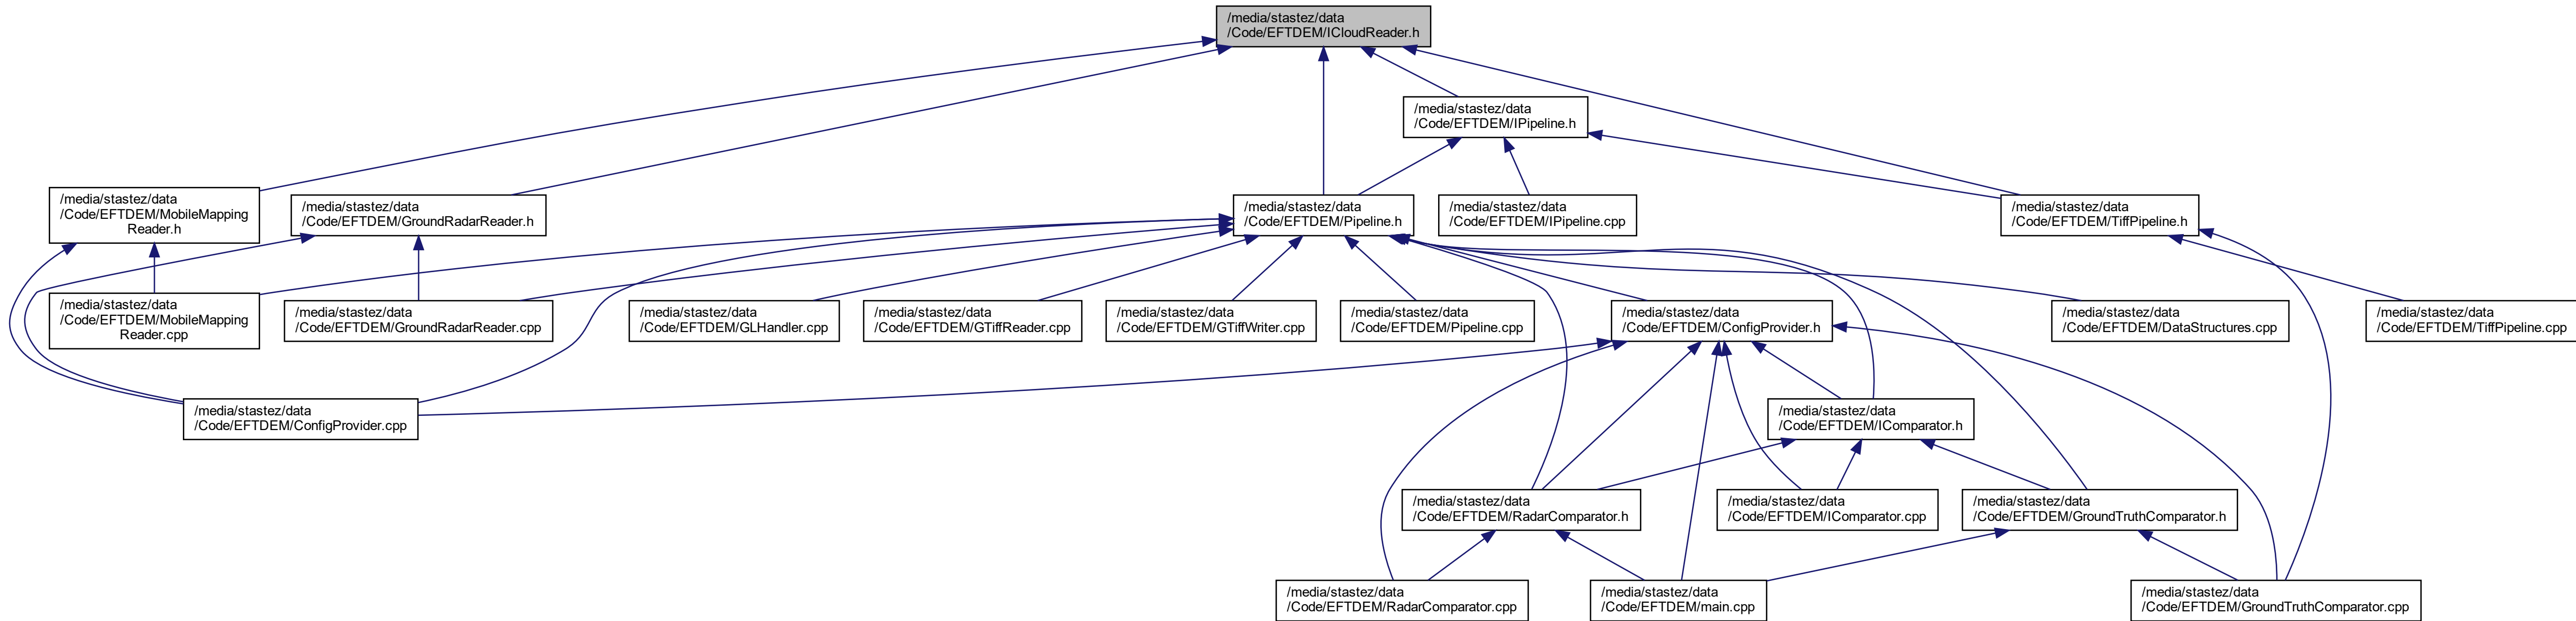 /media/stastez/data
/Code/EFTDEM/ICloudReader.h
/media/stastez/data
/Code/EFTDEM/IPipeline.h
/media/stastez/data
/Code/EFTDEM/MobileMapping
Reader.h
/media/stastez/data
/Code/EFTDEM/GroundRadarReader.h
/media/stastez/data
/Code/EFTDEM/Pipeline.h
/media/stastez/data
/Code/EFTDEM/IPipeline.cpp
/media/stastez/data
/Code/EFTDEM/TiffPipeline.h
/media/stastez/data
/Code/EFTDEM/MobileMapping
Reader.cpp
/media/stastez/data
/Code/EFTDEM/GroundRadarReader.cpp
/media/stastez/data
/Code/EFTDEM/GLHandler.cpp
/media/stastez/data
/Code/EFTDEM/GTiffReader.cpp
/media/stastez/data
/Code/EFTDEM/GTiffWriter.cpp
/media/stastez/data
/Code/EFTDEM/Pipeline.cpp
/media/stastez/data
/Code/EFTDEM/ConfigProvider.h
/media/stastez/data
/Code/EFTDEM/DataStructures.cpp
/media/stastez/data
/Code/EFTDEM/TiffPipeline.cpp
/media/stastez/data
/Code/EFTDEM/ConfigProvider.cpp
/media/stastez/data
/Code/EFTDEM/IComparator.h
/media/stastez/data
/Code/EFTDEM/RadarComparator.h
/media/stastez/data
/Code/EFTDEM/IComparator.cpp
/media/stastez/data
/Code/EFTDEM/GroundTruthComparator.h
/media/stastez/data
/Code/EFTDEM/RadarComparator.cpp
/media/stastez/data
/Code/EFTDEM/main.cpp
/media/stastez/data
/Code/EFTDEM/GroundTruthComparator.cpp